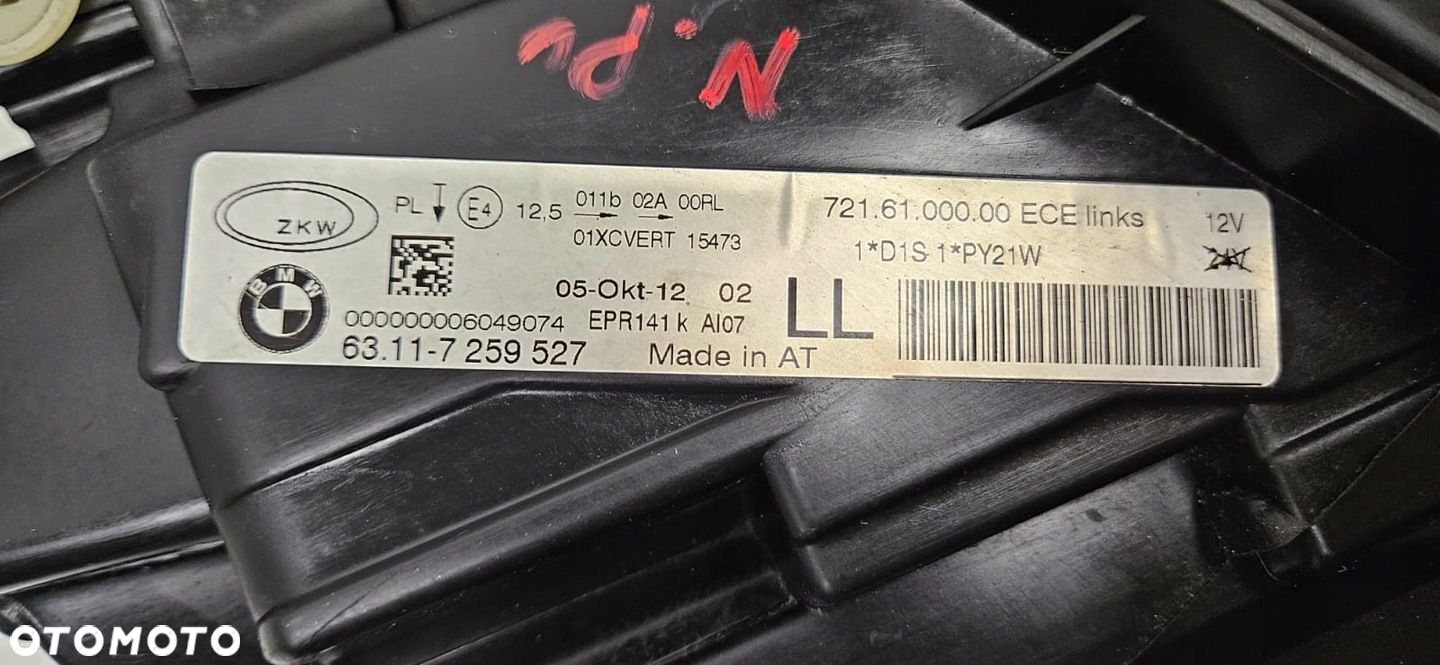 N.Pu
ZKW
PL E4 12,5 011b 02A 00RL
01XCVERT 15473
721.61.000.00 ECE links 12V
1*D1S 1*PY21W 24V
BMW
05-Okt-12 02
000000006049074 EPR141 k AI07
LL
63.11-7 259 527 Made in AT
OTOMOTO